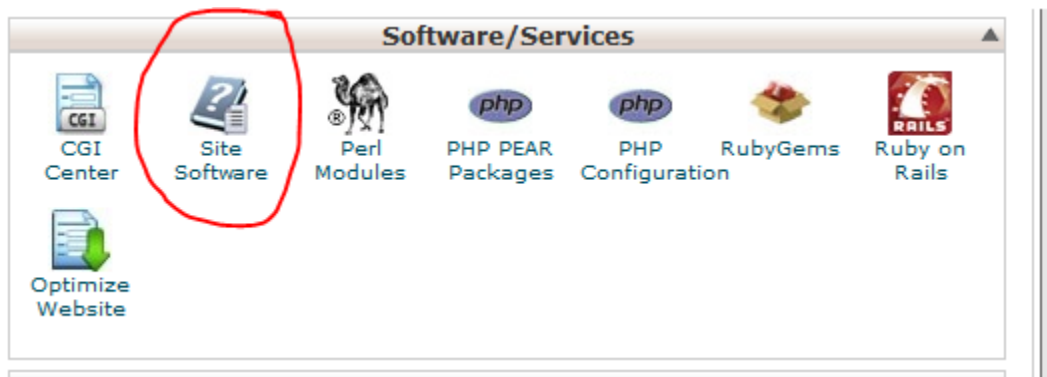 Software/Services
CGI
CGI Center
Site Software
Perl Modules
php
PHP PEAR Packages
php
PHP Configuration
RubyGems
RAILS
Ruby on Rails
Optimize Website